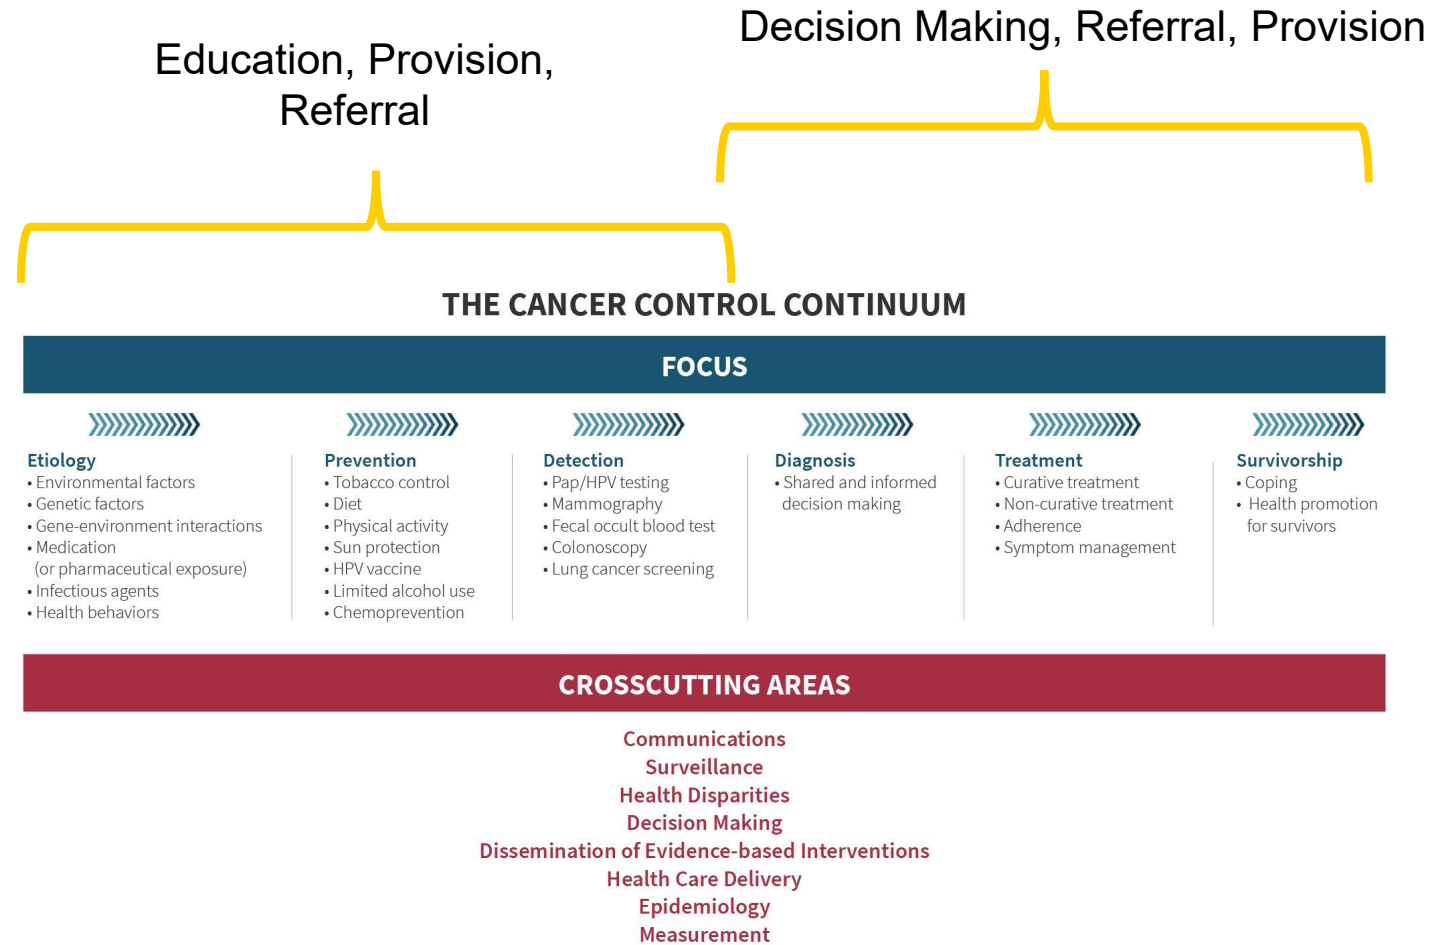 Decision Making, Referral, Provision
Education, Provision,
Referral
THE CANCER CONTROL CONTINUUM
FOCUS
Etiology
• Environmental factors
• Genetic factors
• Gene-environment interactions
• Medication
(or pharmaceutical exposure)
• Infectious agents
• Health behaviors
Prevention
• Tobacco control
• Diet
• Physical activity
• Sun protection
• HPV vaccine
• Limited alcohol use
• Chemoprevention
Detection
• Pap/HPV testing
• Mammography
• Fecal occult blood test
• Colonoscopy
• Lung cancer screening
Diagnosis
• Shared and informed
decision making
Treatment
• Curative treatment
• Non-curative treatment
• Adherence
• Symptom management
Survivorship
• Coping
• Health promotion
for survivors
CROSSCUTTING AREAS
Communications
Surveillance
Health Disparities
Decision Making
Dissemination of Evidence-based Interventions
Health Care Delivery
Epidemiology
Measurement